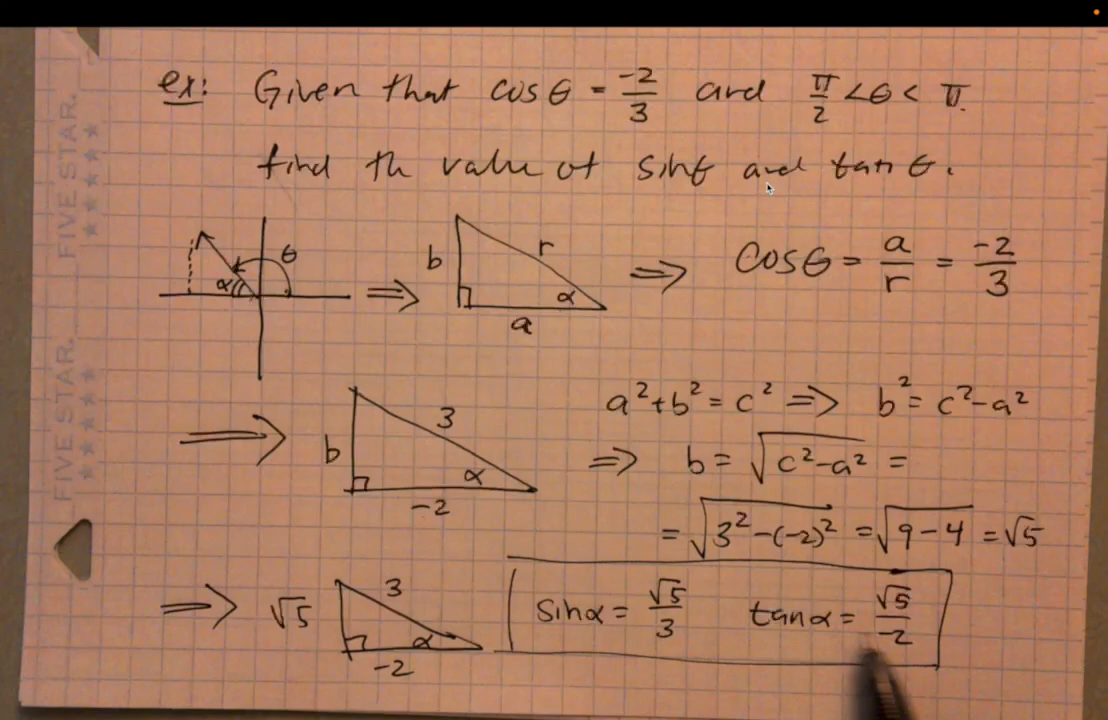 ex: Given that cos θ = -2/3 and π/2 < θ < π.
find the value of sin θ and tan θ.
θ
α
b
r
α
a
⇒
⇒ cos θ = a/r = -2/3
a² + b² = c² ⇒ b² = c² - a²
⇒
b
3
α
-2
⇒ b = √(c² - a²) =
= √(3² - (-2)²) = √(9 - 4) = √5
⇒
√5
3
α
-2
sin α = √5/3
tan α = √5/-2
FIVE STAR.
★★★★
FIVE STAR.
★★★★